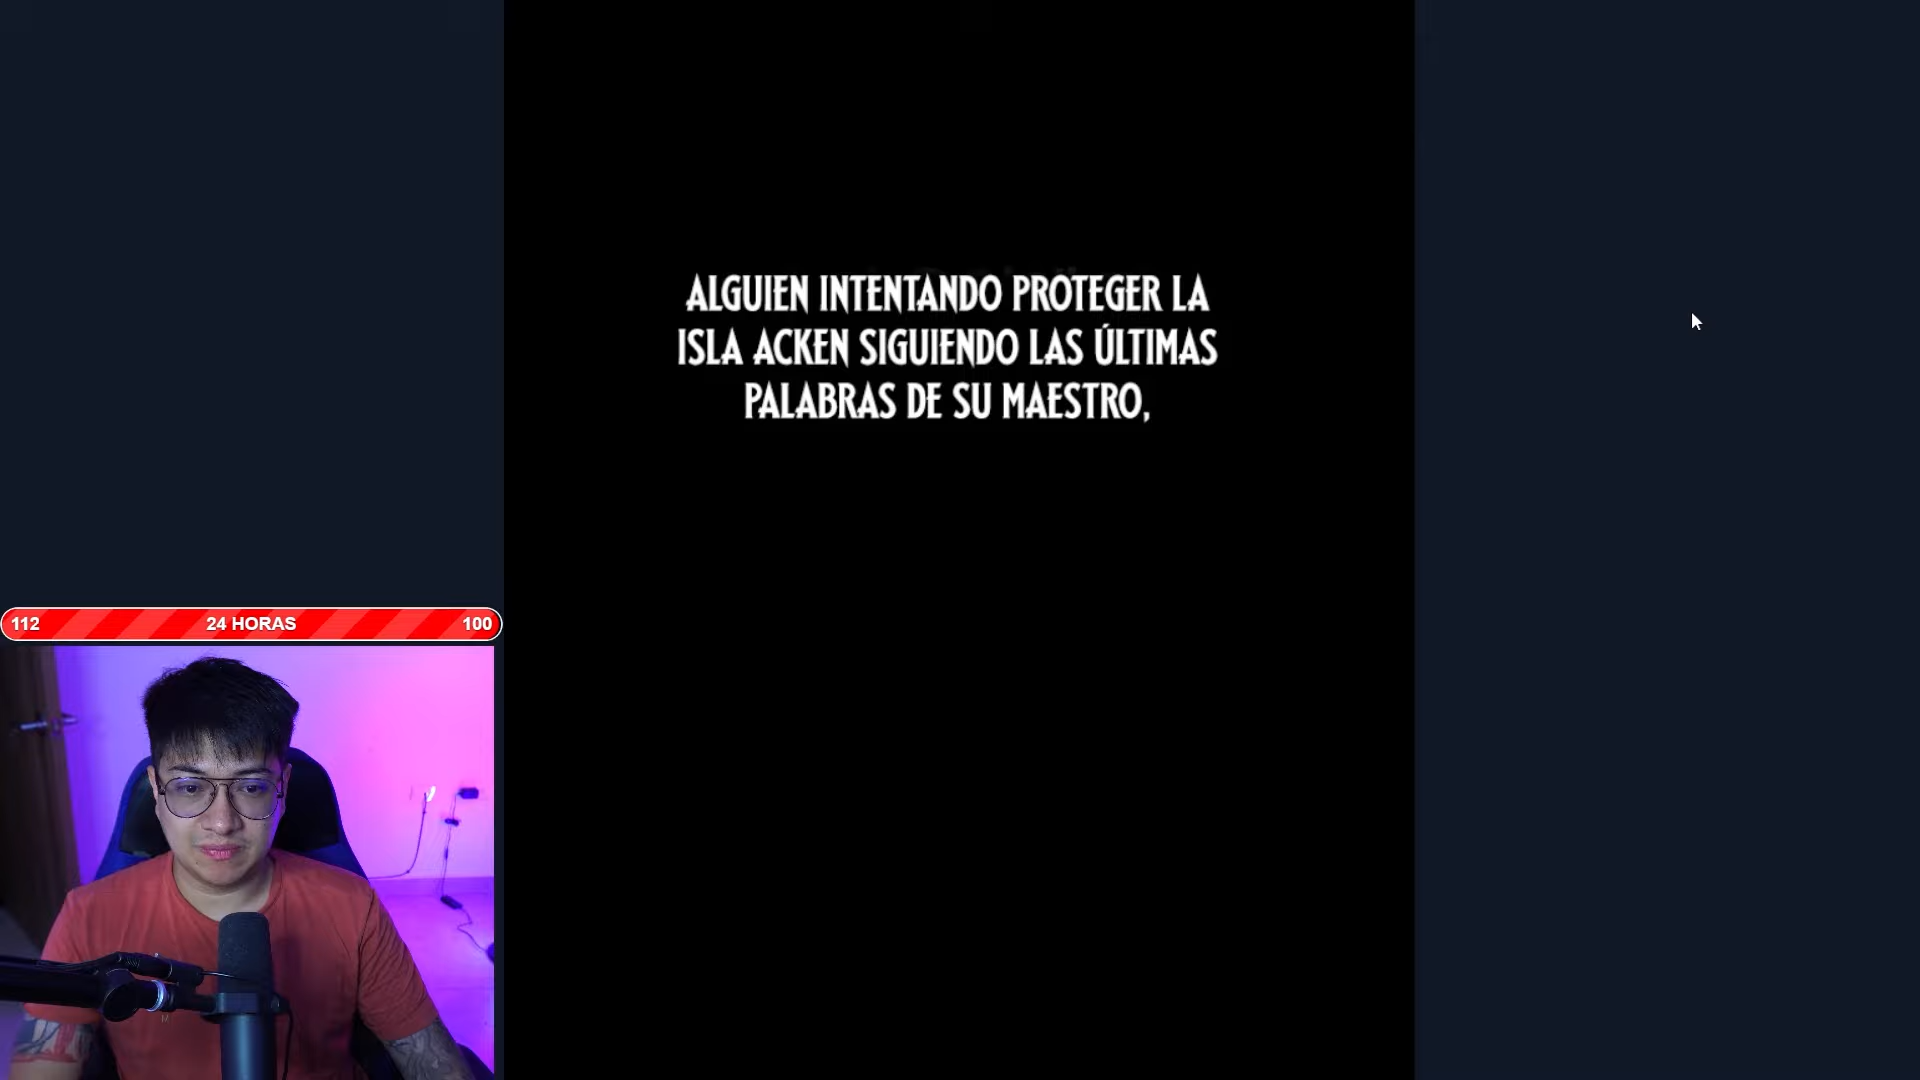 ALGUIEN INTENTANDO PROTEGER LA
ISLA ACKEN SIGUIENDO LAS ÚLTIMAS
PALABRAS DE SU MAESTRO,
112 24 HORAS 100